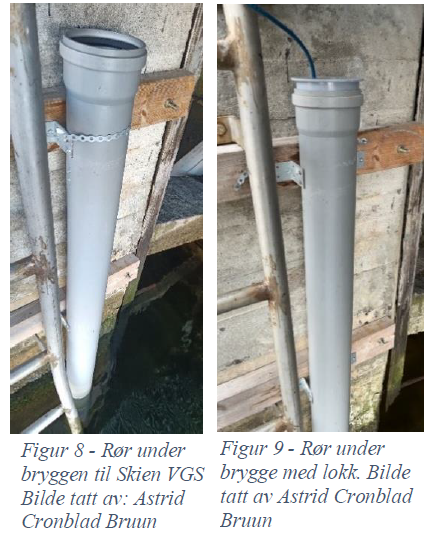 Figur 8 - Rør under
bryggen til Skien VGS
Bilde tatt av: Astrid
Cronblad Bruun
Figur 9 - Rør under
brygge med lokk. Bilde
tatt av Astrid Cronblad
Bruun